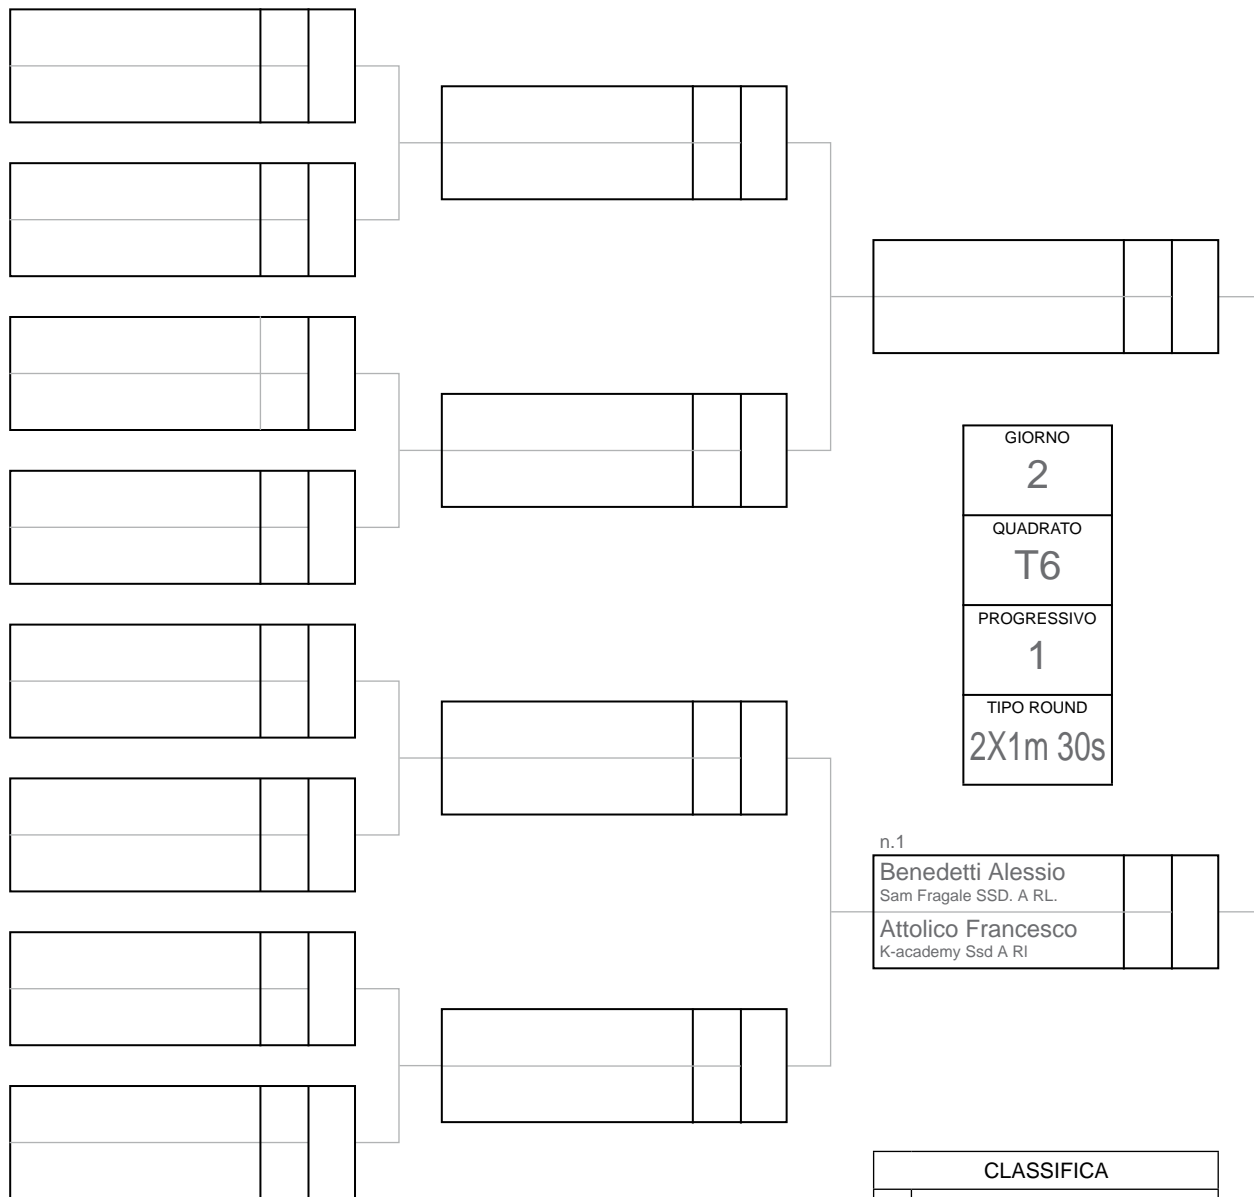 GIORNO
2
QUADRATO
T6
PROGRESSIVO
1
TIPO ROUND
2X1m 30s
n.1
Benedetti Alessio
Sam Fragale SSD. A RL.
Attolico Francesco
K-academy Ssd A Rl
CLASSIFICA